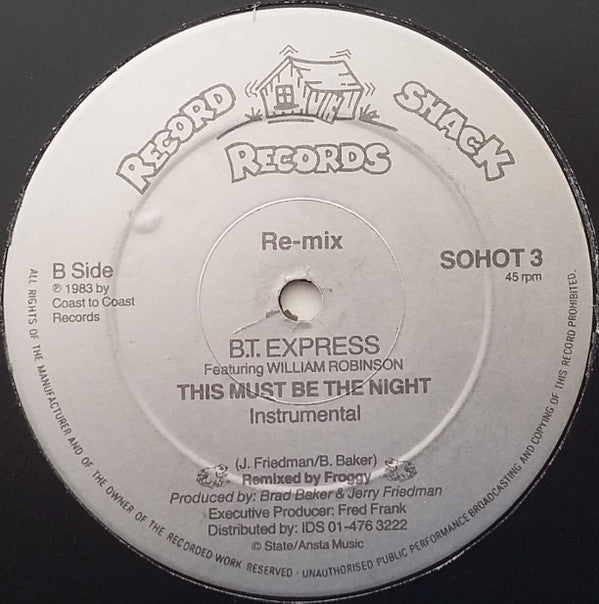 RECORD SHACK
RECORDS
Re-mix
B Side
℗ 1983 by
Coast to Coast
Records
SOHOT 3
45 rpm
B.T. EXPRESS
Featuring WILLIAM ROBINSON
THIS MUST BE THE NIGHT
Instrumental
(J. Friedman/B. Baker)
Remixed by Froggy
Produced by: Brad Baker & Jerry Friedman
Executive Producer: Fred Frank
Distributed by: IDS 01-476 3222
© State/Ansta Music
ALL RIGHTS OF THE MANUFACTURER AND OF THE OWNER OF THE RECORDED WORK RESERVED · UNAUTHORISED PUBLIC PERFORMANCE BROADCASTING AND COPYING OF THIS RECORD PROHIBITED.